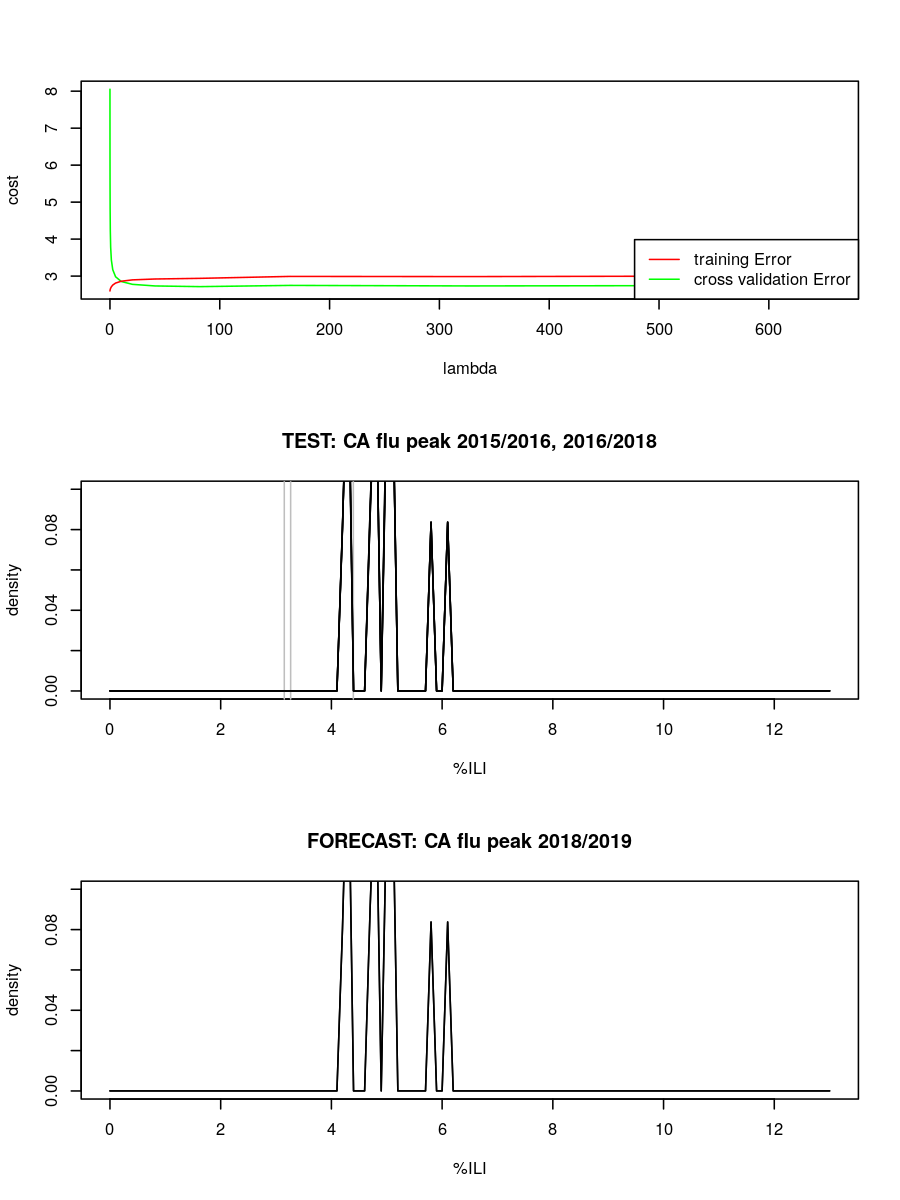 cost
8
7
6
5
4
3
training Error
cross validation Error
0 100 200 300 400 500 600
lambda
TEST: CA flu peak 2015/2016, 2016/2018
density
0.08
0.04
0.00
0 2 4 6 8 10 12
%ILI
FORECAST: CA flu peak 2018/2019
density
0.08
0.04
0.00
0 2 4 6 8 10 12
%ILI